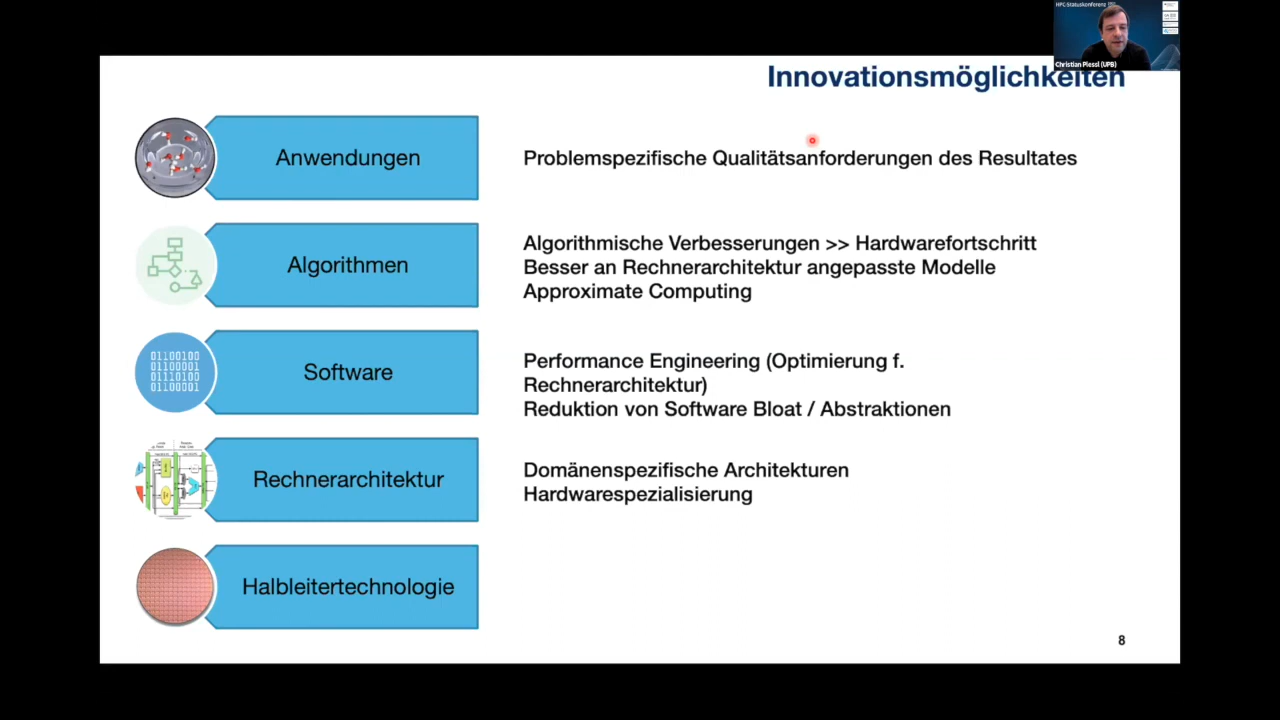 HPC-Statuskonferenz
Christian Plessl (UPB)
Innovationsmöglichkeiten
Anwendungen
Problemspezifische Qualitätsanforderungen des Resultates
Algorithmen
Algorithmische Verbesserungen >> Hardwarefortschritt
Besser an Rechnerarchitektur angepasste Modelle
Approximate Computing
01100100
01100001
01110100
01100001
Software
Performance Engineering (Optimierung f.
Rechnerarchitektur)
Reduktion von Software Bloat / Abstraktionen
Rechnerarchitektur
Domänenspezifische Architekturen
Hardwarespezialisierung
Halbleitertechnologie
8